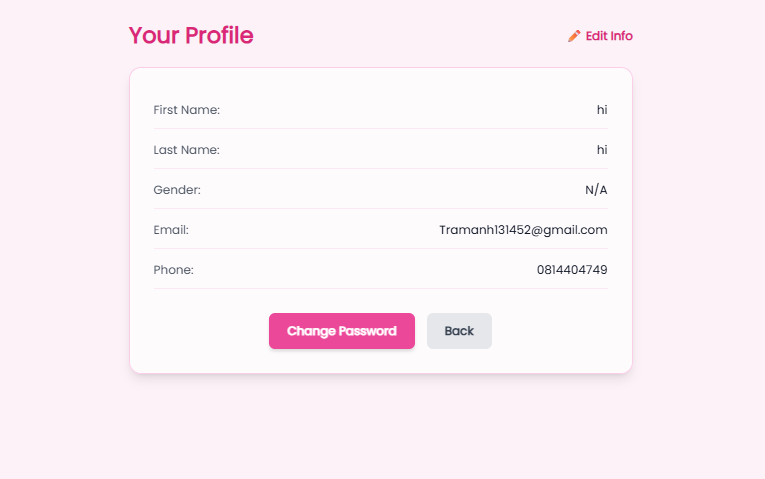 Your Profile
Edit Info
First Name: hi
Last Name: hi
Gender: N/A
Email: Tramanh131452@gmail.com
Phone: 0814404749
Change Password Back